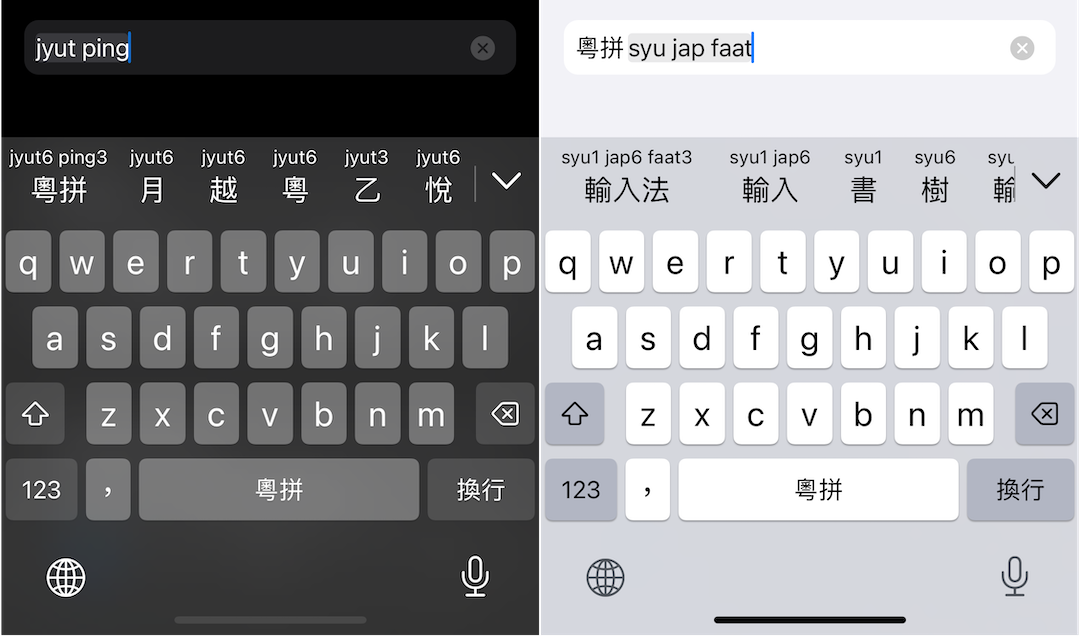 jyut ping
jyut6 ping3 jyut6 jyut6 jyut6 jyut3 jyut6
粵拼 月 越 粵 乙 悅
q w e r t y u i o p
a s d f g h j k l
z x c v b n m
123 , 粵拼 換行
粵拼 syu jap faat
syu1 jap6 faat3 syu1 jap6 syu1 syu6 syu
輸入法 輸入 書 樹 輸
q w e r t y u i o p
a s d f g h j k l
z x c v b n m
123 , 粵拼 換行